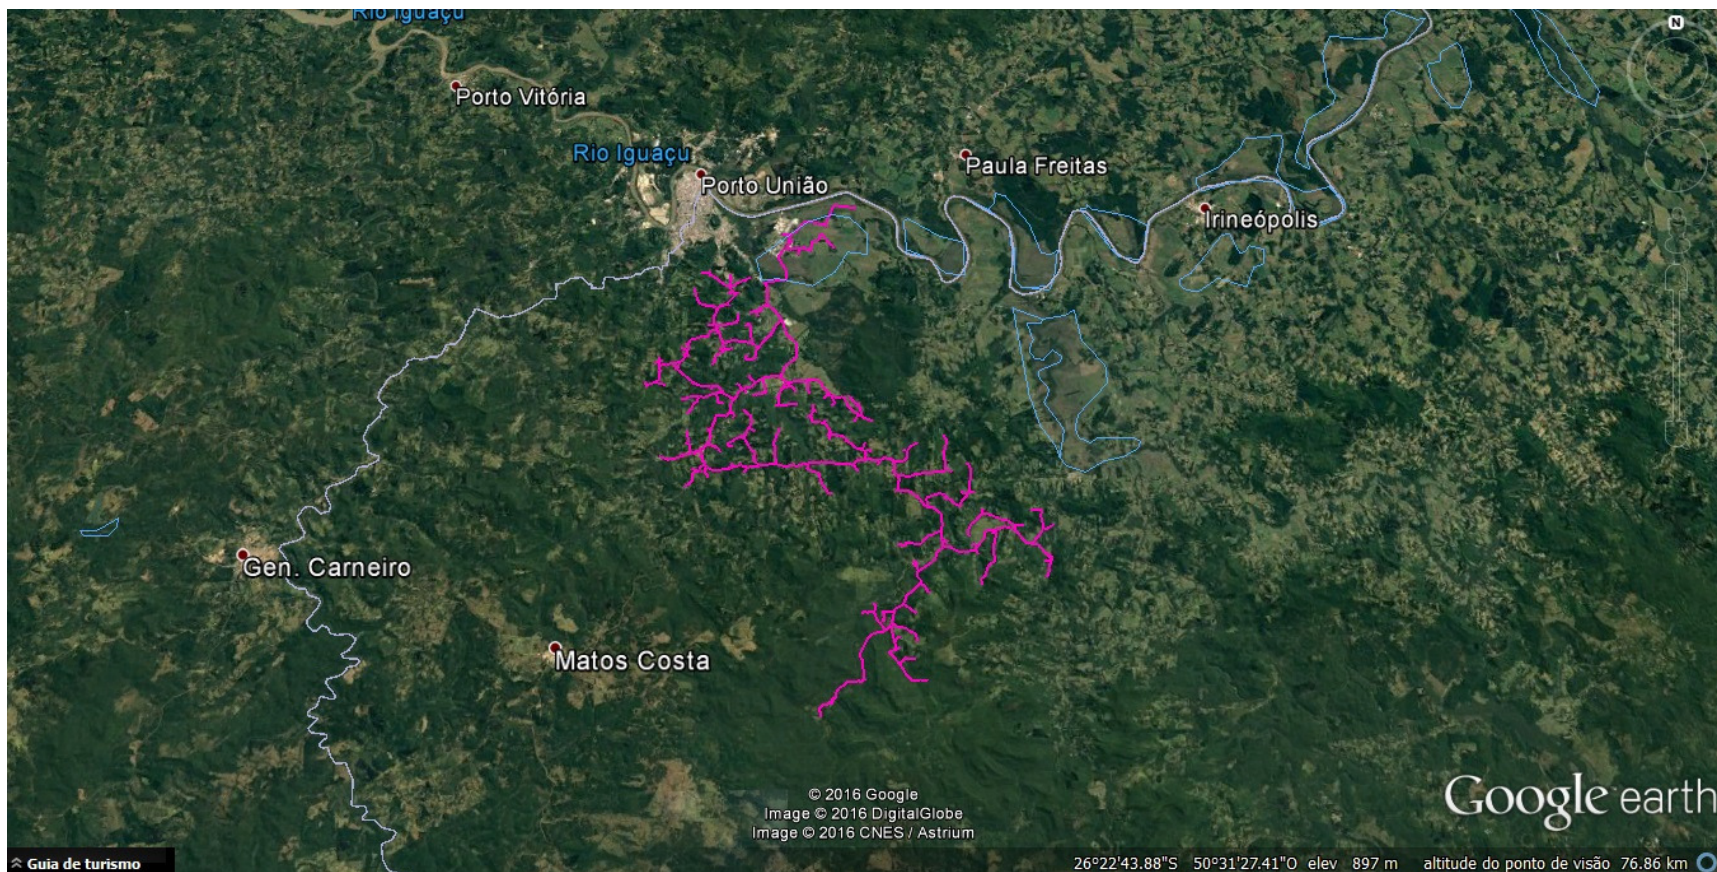 Rio Iguaçu
N
Porto Vitória
Rio Iguaçu
Paula Freitas
Porto União
Irineópolis
Gen. Carneiro
Matos Costa
© 2016 Google
Image © 2016 DigitalGlobe
Image © 2016 CNES / Astrium
Google earth
Guia de turismo
26°22'43.88"S 50°31'27.41"O elev 897 m altitude do ponto de visão 76.86 km